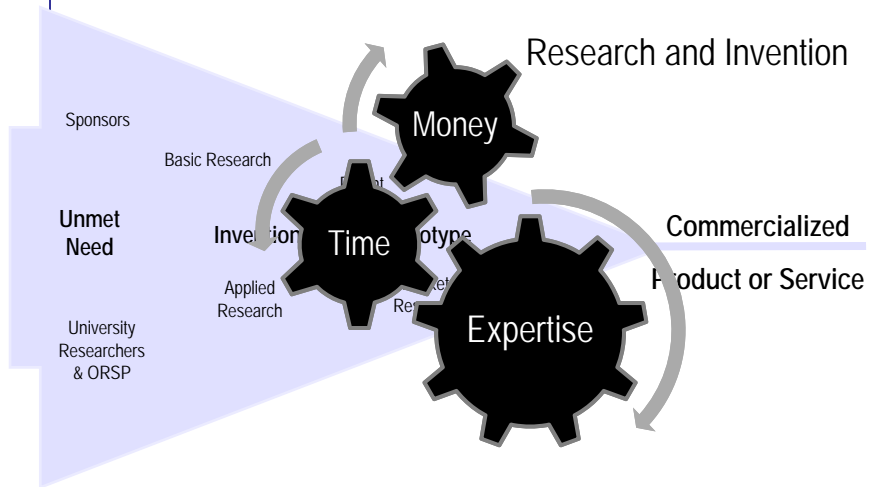 Research and Invention
Money
Sponsors
Basic Research
Unmet
Need
Invention
Time
Commercialized
Product or Service
Applied
Research
Expertise
University
Researchers
& ORSP